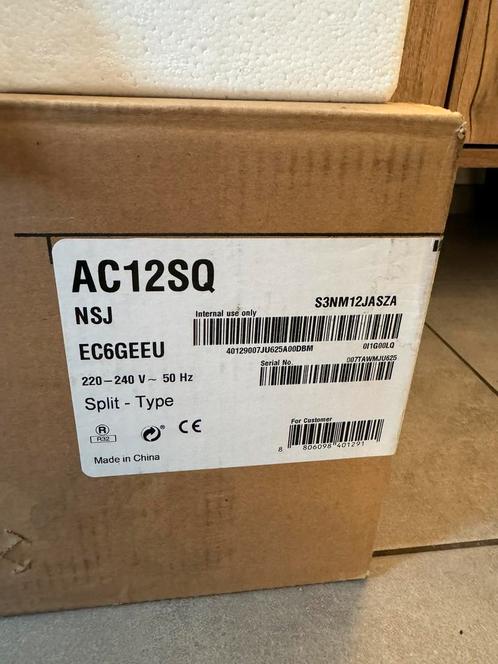 AC12SQ
NSJ
S3NM12JASZA
Internal use only
EC6GEEU
40129007JU625A00DBM
0I1G00LQ
Serial No.
007TAWMJU625
220-240 V ~ 50 Hz
Split - Type
R
R32
CE
For Customer
8 806098 401291
Made in China